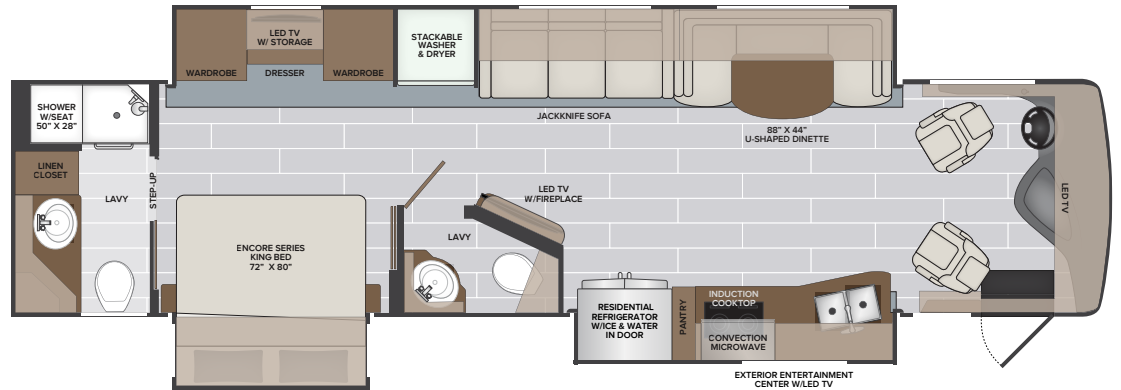 LED TV
W/ STORAGE
WARDROBE
DRESSER
WARDROBE
STACKABLE
WASHER
& DRYER
JACKKNIFE SOFA
88" X 44"
U-SHAPED DINETTE
SHOWER
W/SEAT
50" X 28"
LINEN
CLOSET
LAVY
STEP-UP
ENCORE SERIES
KING BED
72" X 80"
LAVY
LED TV
W/FIREPLACE
LED TV
RESIDENTIAL
REFRIGERATOR
W/ICE & WATER
IN DOOR
PANTRY
INDUCTION
COOKTOP
CONVECTION
MICROWAVE
EXTERIOR ENTERTAINMENT
CENTER W/LED TV